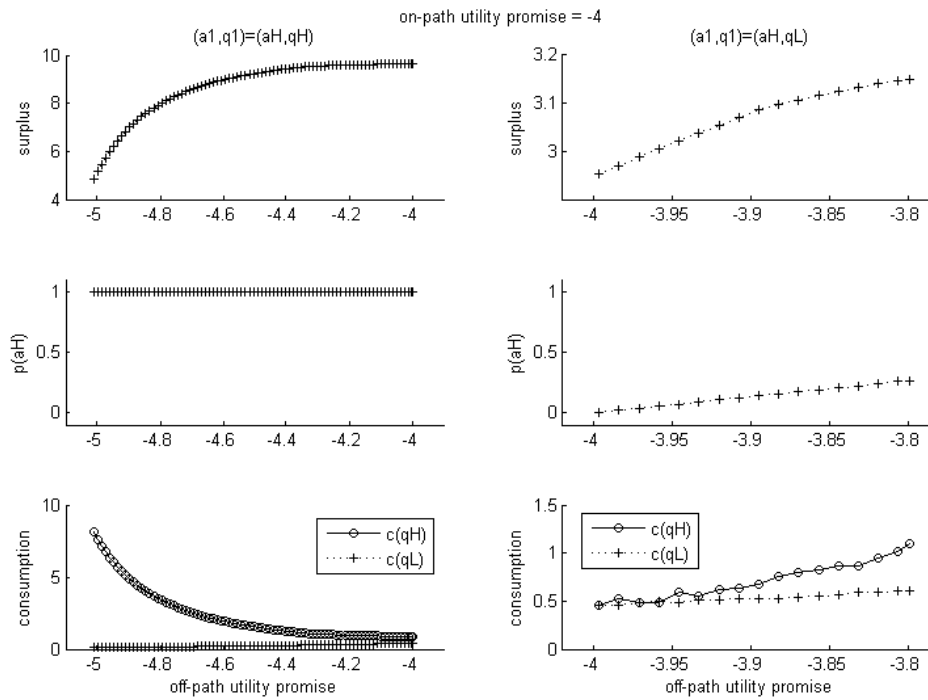 on-path utility promise = -4
(a1,q1)=(aH,qH)
(a1,q1)=(aH,qL)
surplus
10
8
6
4
-5 -4.8 -4.6 -4.4 -4.2 -4
surplus
3.2
3.1
3
-4 -3.95 -3.9 -3.85 -3.8
p(aH)
1
0.5
0
-5 -4.8 -4.6 -4.4 -4.2 -4
p(aH)
1
0.5
0
-4 -3.95 -3.9 -3.85 -3.8
consumption
10
5
0
c(qH)
c(qL)
-5 -4.8 -4.6 -4.4 -4.2 -4
off-path utility promise
consumption
1.5
1
0.5
0
c(qH)
c(qL)
-4 -3.95 -3.9 -3.85 -3.8
off-path utility promise